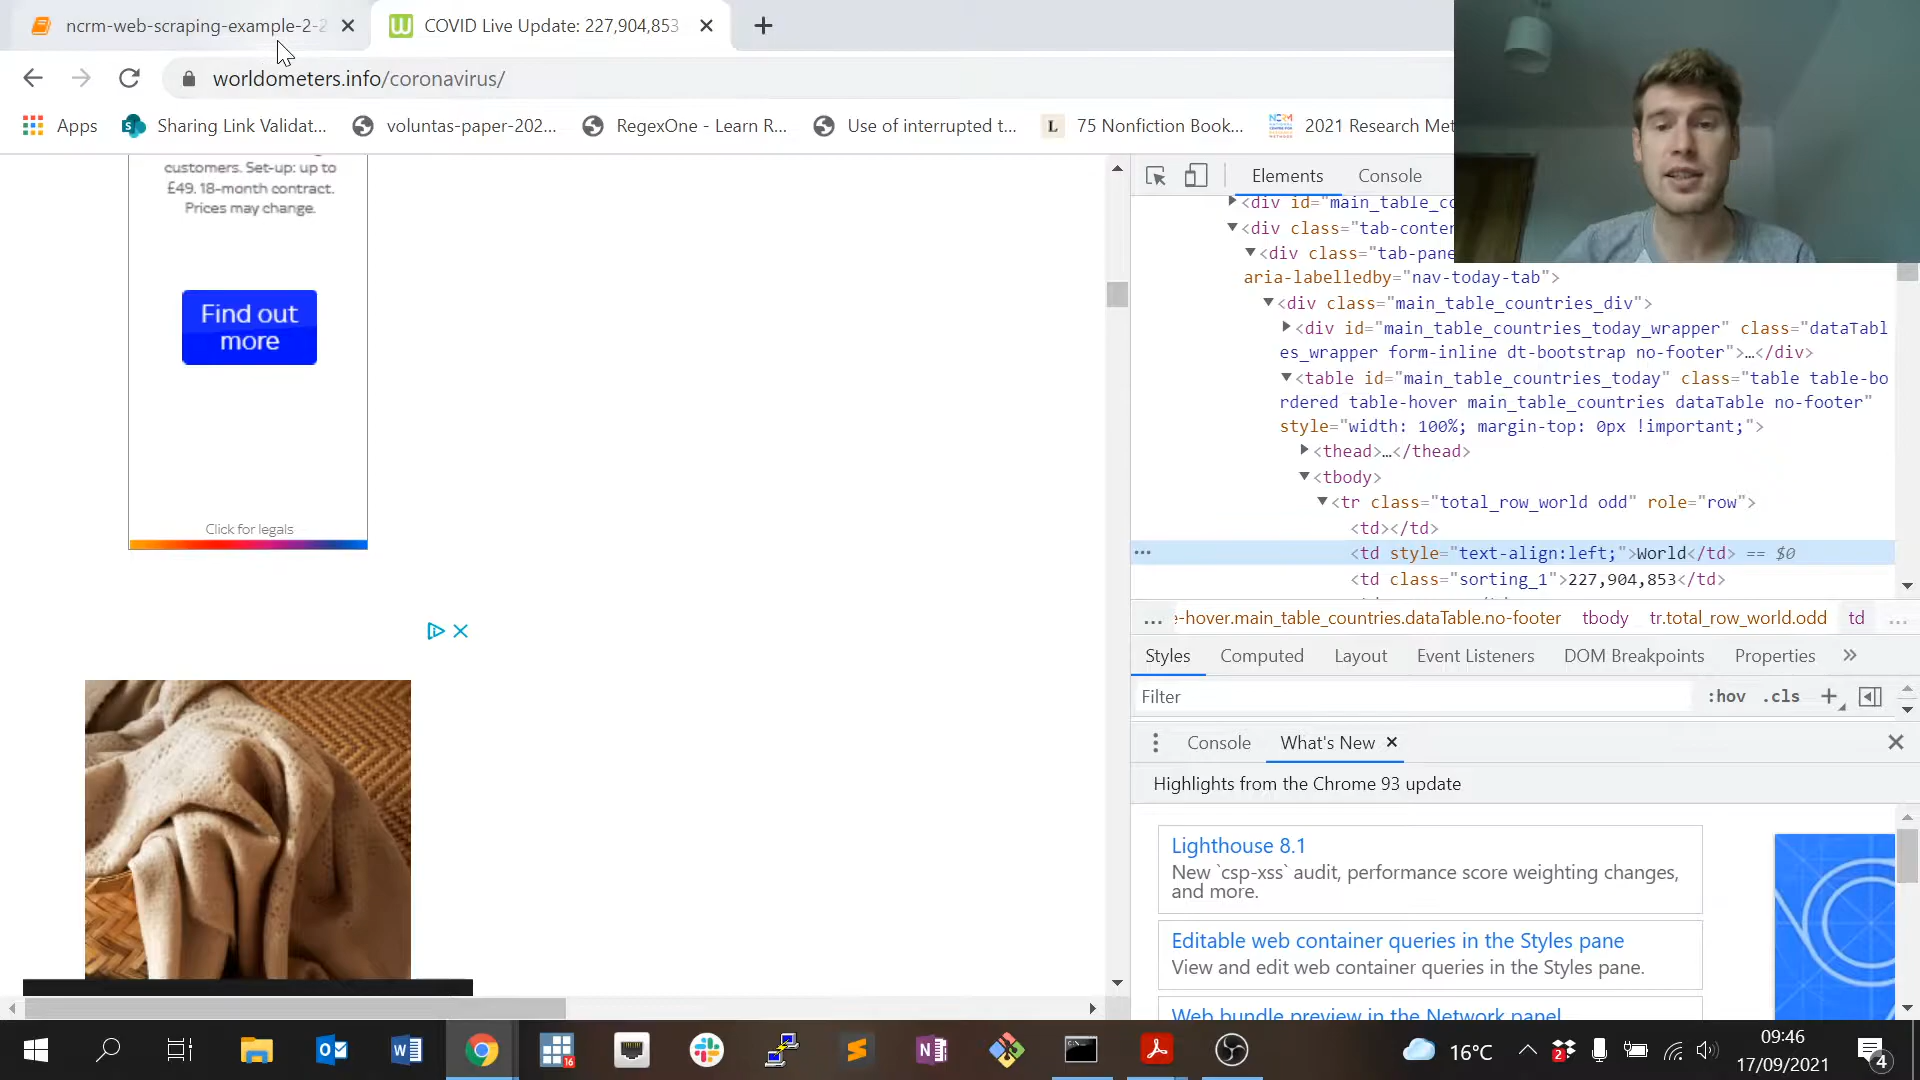 ncrm-web-scraping-example-2-2
COVID Live Update: 227,904,853
worldometers.info/coronavirus/
Apps
Sharing Link Validat...
voluntas-paper-202...
RegexOne - Learn R...
Use of interrupted t...
L 75 Nonfiction Book...
2021 Research Met
customers. Set-up: up to
£49. 18-month contract.
Prices may change.
Find out
more
Click for legals
Elements Console
<div id="main_table_co
<div class="tab-conter
<div class="tab-pane
aria-labelledby="nav-today-tab">
<div class="main_table_countries_div">
<div id="main_table_countries_today_wrapper" class="dataTabl
es_wrapper form-inline dt-bootstrap no-footer">…</div>
<table id="main_table_countries_today" class="table table-bo
rdered table-hover main_table_countries dataTable no-footer"
style="width: 100%; margin-top: 0px !important;">
<thead>…</thead>
<tbody>
<tr class="total_row_world odd" role="row">
<td></td>
<td style="text-align:left;">World</td> == $0
<td class="sorting_1">227,904,853</td>
... e-hover.main_table_countries.dataTable.no-footer tbody tr.total_row_world.odd td ...
Styles Computed Layout Event Listeners DOM Breakpoints Properties »
Filter :hov .cls +
Console What's New ×
Highlights from the Chrome 93 update
Lighthouse 8.1
New `csp-xss` audit, performance score weighting changes,
and more.
Editable web container queries in the Styles pane
View and edit web container queries in the Styles pane.
Web bundle preview in the Network panel
16°C
09:46
17/09/2021
4